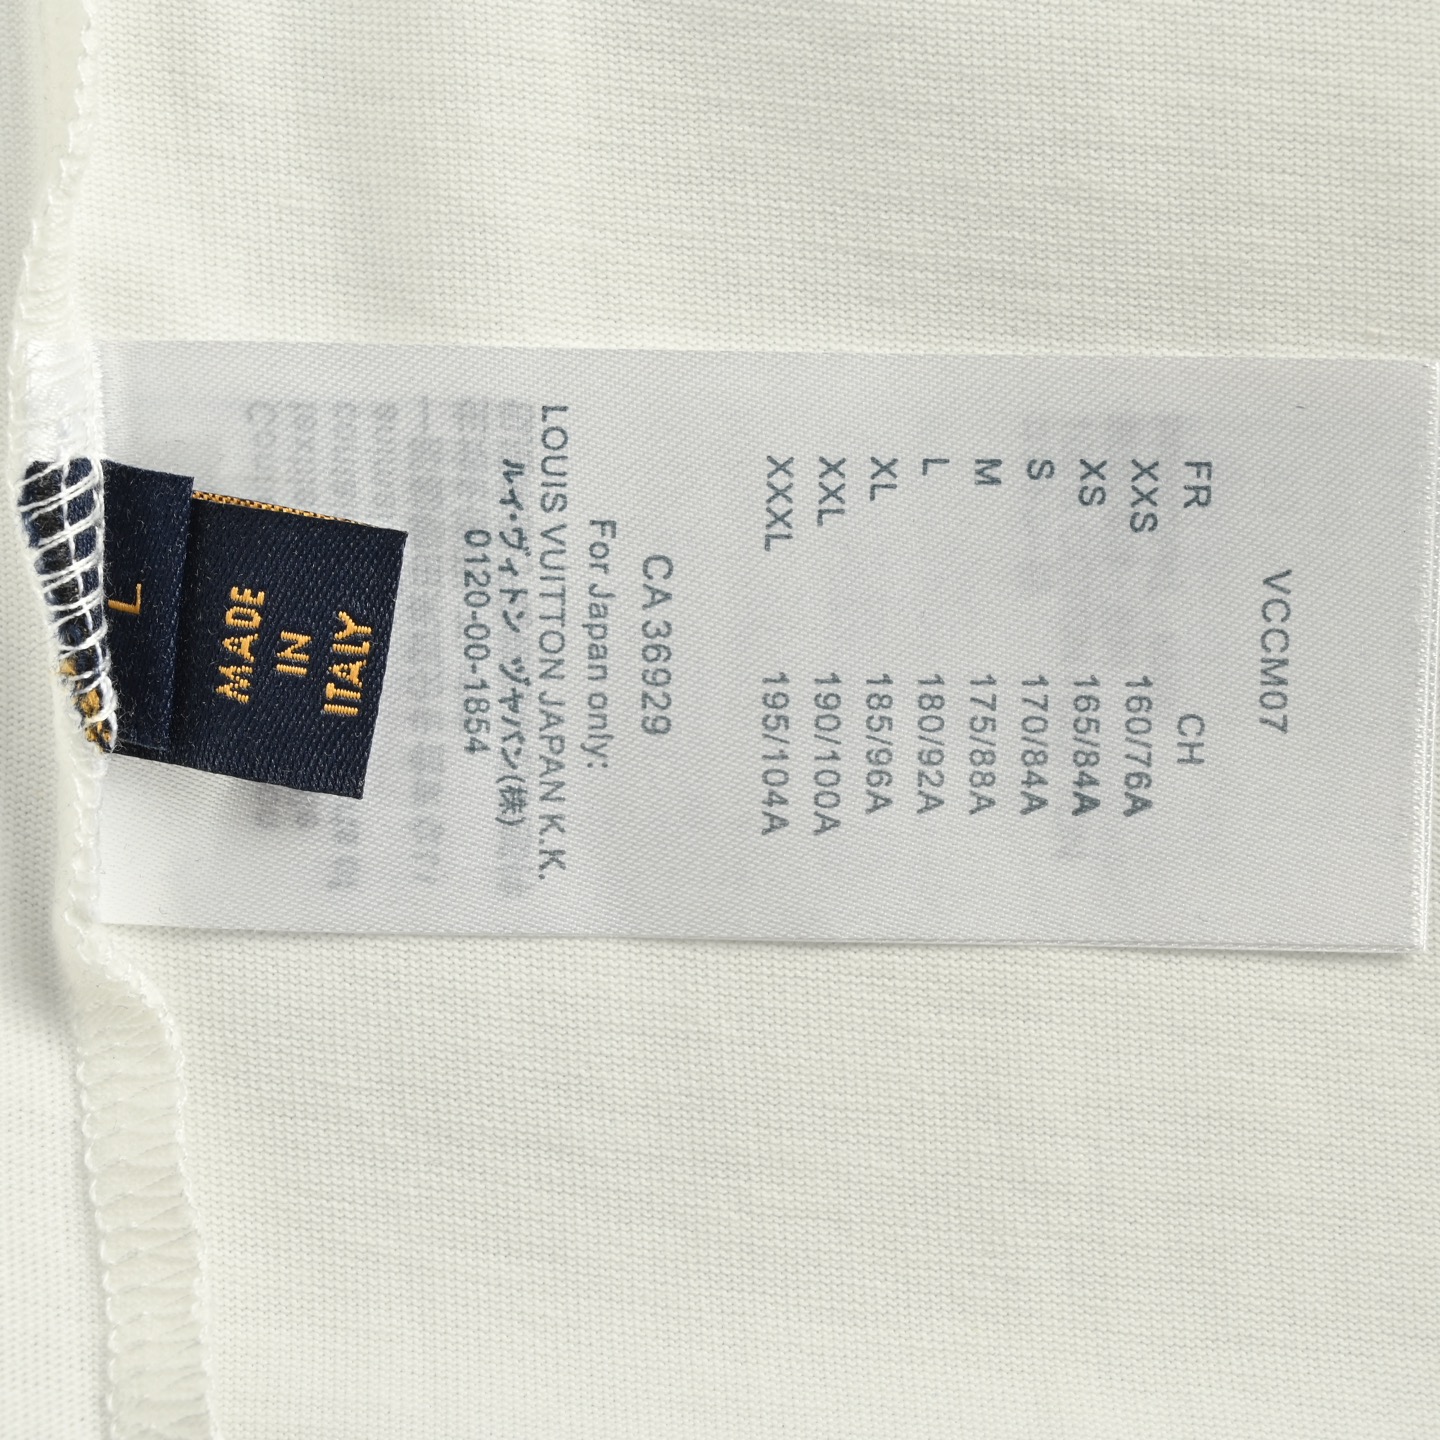 VCCM07
FR CH
XXS 160/76A
XS 165/84A
S 170/84A
M 175/88A
L 180/92A
XL 185/96A
XXL 190/100A
XXXL 195/104A
CA 36929
For Japan only:
LOUIS VUITTON JAPAN K.K.
ルイ・ヴィトン ジャパン(株)
0120-00-1854
L
MADE
IN
ITALY